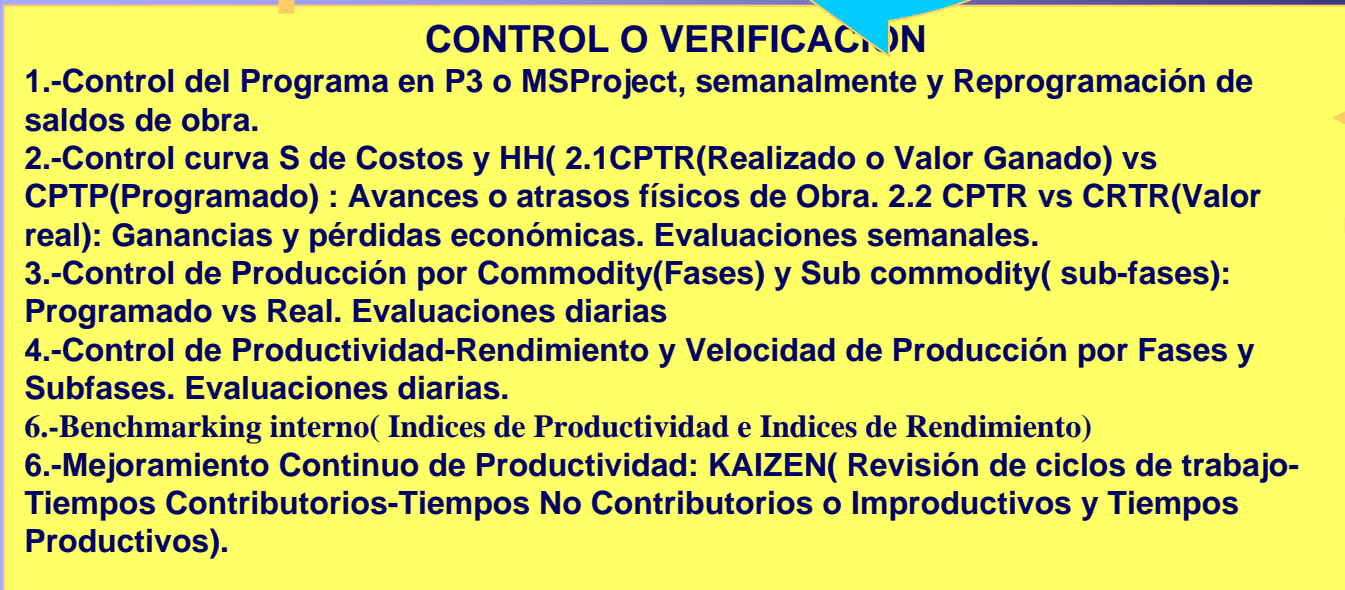 CONTROL O VERIFICACIÓN
1.-Control del Programa en P3 o MSProject, semanalmente y Reprogramación de
saldos de obra.
2.-Control curva S de Costos y HH( 2.1CPTR(Realizado o Valor Ganado) vs
CPTP(Programado) : Avances o atrasos físicos de Obra. 2.2 CPTR vs CRTR(Valor
real): Ganancias y pérdidas económicas. Evaluaciones semanales.
3.-Control de Producción por Commodity(Fases) y Sub commodity( sub-fases):
Programado vs Real. Evaluaciones diarias
4.-Control de Productividad-Rendimiento y Velocidad de Producción por Fases y
Subfases. Evaluaciones diarias.
6.-Benchmarking interno( Indices de Productividad e Indices de Rendimiento)
6.-Mejoramiento Continuo de Productividad: KAIZEN( Revisión de ciclos de trabajo-
Tiempos Contributorios-Tiempos No Contributorios o Improductivos y Tiempos
Productivos).